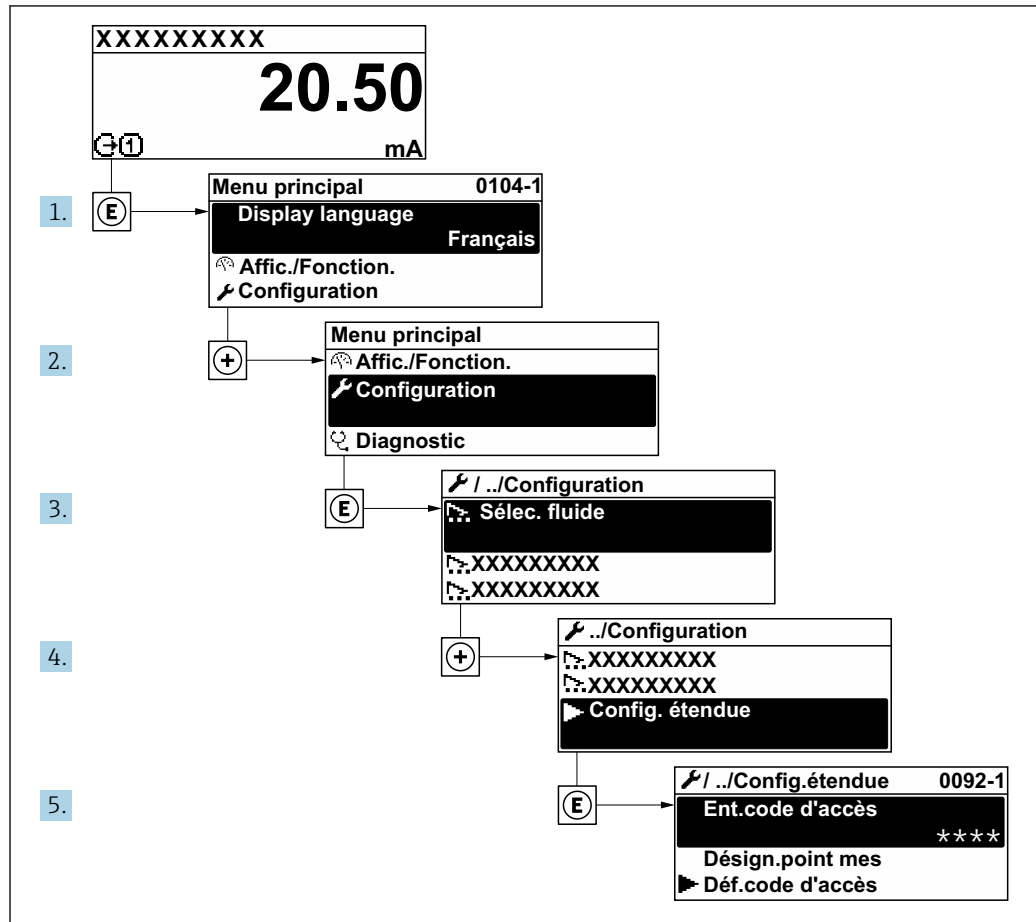 XXXXXXXXX
20.50
1 mA
1. E
Menu principal 0104-1
Display language
Français
Affic./Fonction.
Configuration
2. +
Menu principal
Affic./Fonction.
Configuration
Diagnostic
3. E
/ ../Configuration
Sélec. fluide
XXXXXXXXX
XXXXXXXXX
4. +
../Configuration
XXXXXXXXX
XXXXXXXXX
Config. étendue
5. E
/ ../Config.étendue 0092-1
Ent.code d'accès
****
Désign.point mes
Déf.code d'accès